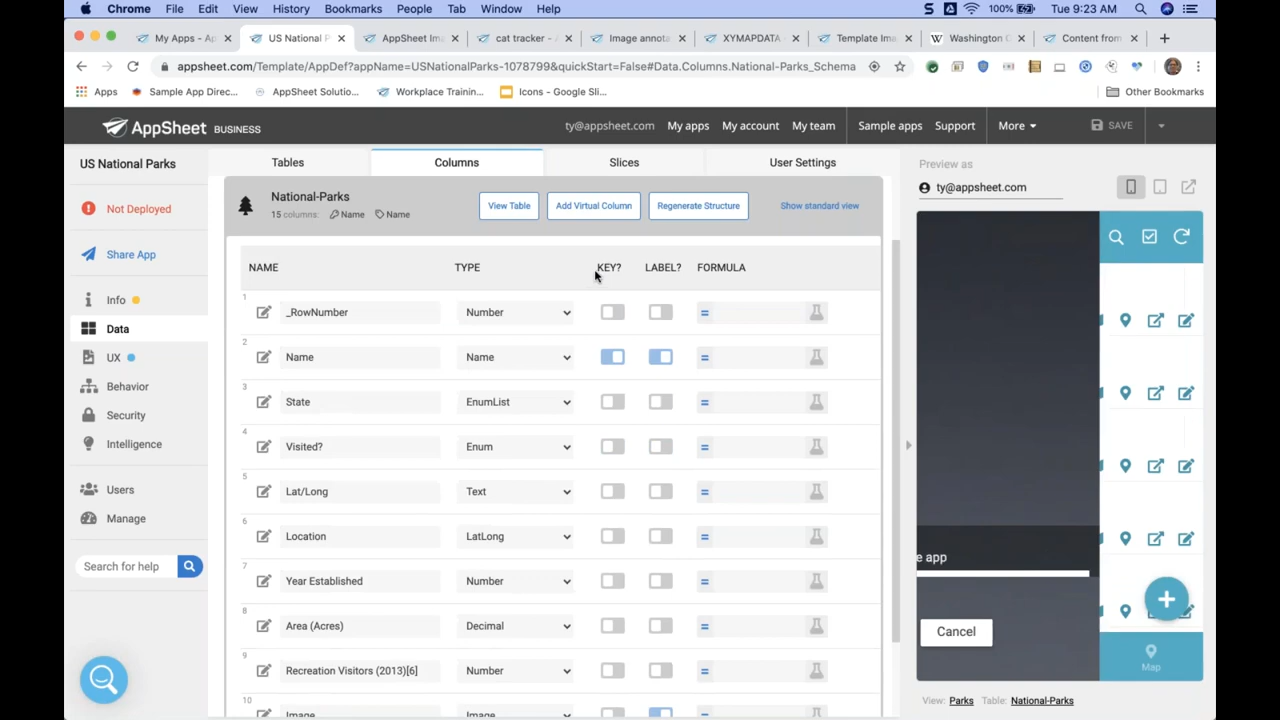 Chrome File Edit View History Bookmarks People Tab Window Help S 100% Tue 9:23 AM
My Apps - Ap US National P AppSheet Im cat tracker - A Image annota XYMAPDATA Template Ima W Washington Content from
appsheet.com/Template/AppDef?appName=USNationalParks-1078799&quickStart=False#Data.Columns.National-Parks_Schema
Apps Sample App Direc... AppSheet Solutio... Workplace Trainin... Icons - Google Sli... Other Bookmarks
AppSheet BUSINESS ty@appsheet.com My apps My account My team Sample apps Support More SAVE
US National Parks
Not Deployed
Share App
Info
Data
UX
Behavior
Security
Intelligence
Users
Manage
Search for help
Tables Columns Slices User Settings
National-Parks
15 columns: Name Name
View Table Add Virtual Column Regenerate Structure Show standard view
NAME TYPE KEY? LABEL? FORMULA
1 _RowNumber Number =
2 Name Name =
3 State EnumList =
4 Visited? Enum =
5 Lat/Long Text =
6 Location LatLong =
7 Year Established Number =
8 Area (Acres) Decimal =
9 Recreation Visitors (2013)[6] Number =
10 Image Image =
Preview as
ty@appsheet.com
e app
Cancel
+
Map
View: Parks Table: National-Parks